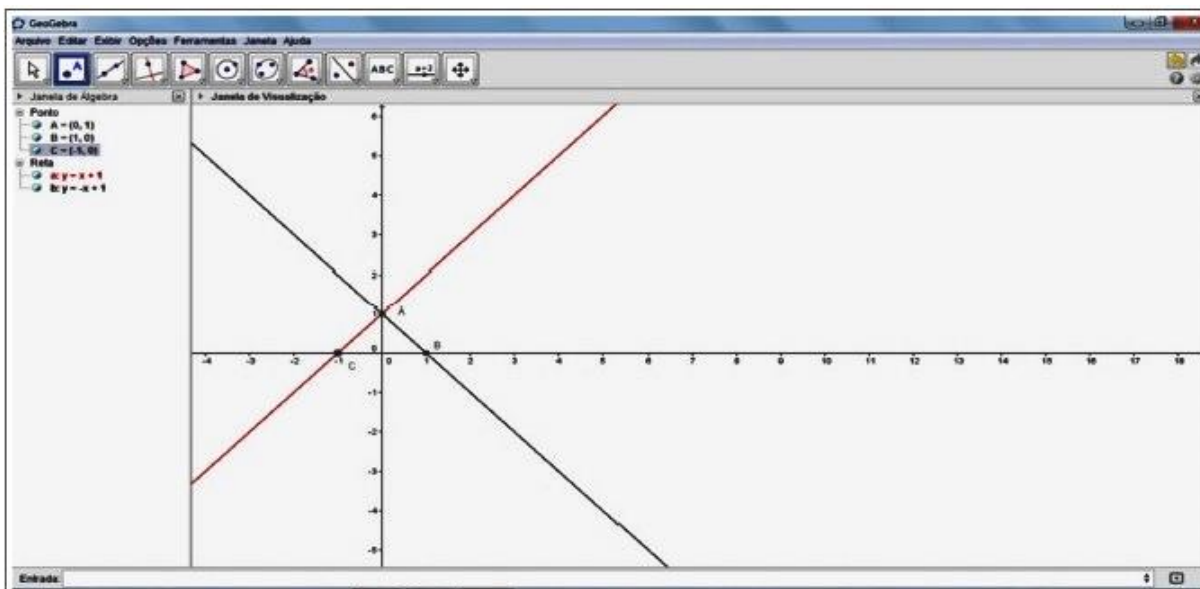 GeoGebra
Arquivo Editar Exibir Opções Ferramentas Janela Ajuda
A
ABC
a=2
Janela de Álgebra
Janela de Visualização
Ponto
A = (0, 1)
B = (1, 0)
C = (-1, 0)
Reta
a: y = x + 1
b: y = -x + 1
6
5
4
3
2
1
0
-1
-2
-3
-4
-5
A
B
C
-4 -3 -2 -1 0 1 2 3 4 5 6 7 8 9 10 11 12 13 14 15 16 17 18
Entrada: